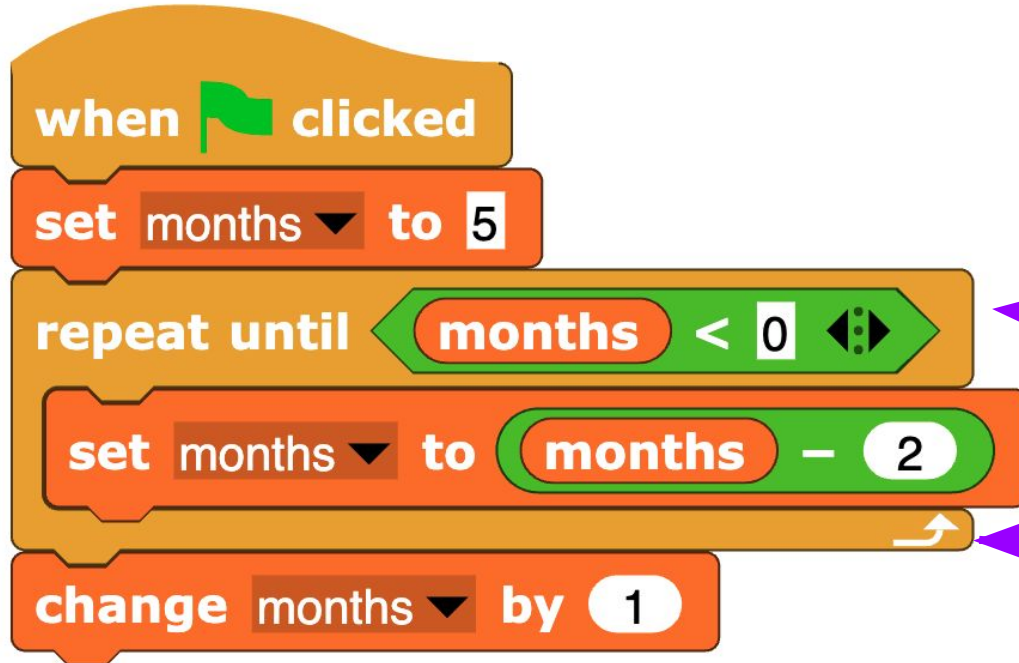 when clicked
set months to 5
repeat until months < 0
set months to months - 2
change months by 1